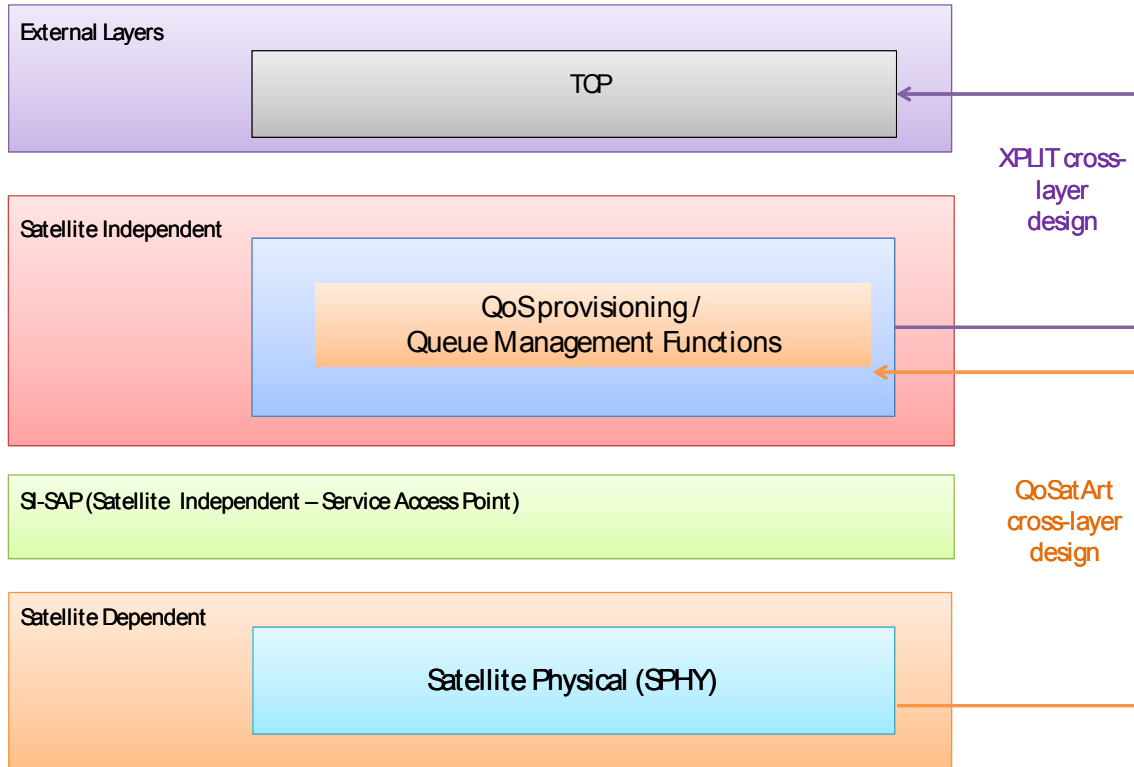 External Layers
TCP
XPLIT cross-
layer
design
Satellite Independent
QoS provisioning /
Queue Management Functions
SI-SAP (Satellite Independent – Service Access Point)
QoSatArt
cross-layer
design
Satellite Dependent
Satellite Physical (SPHY)